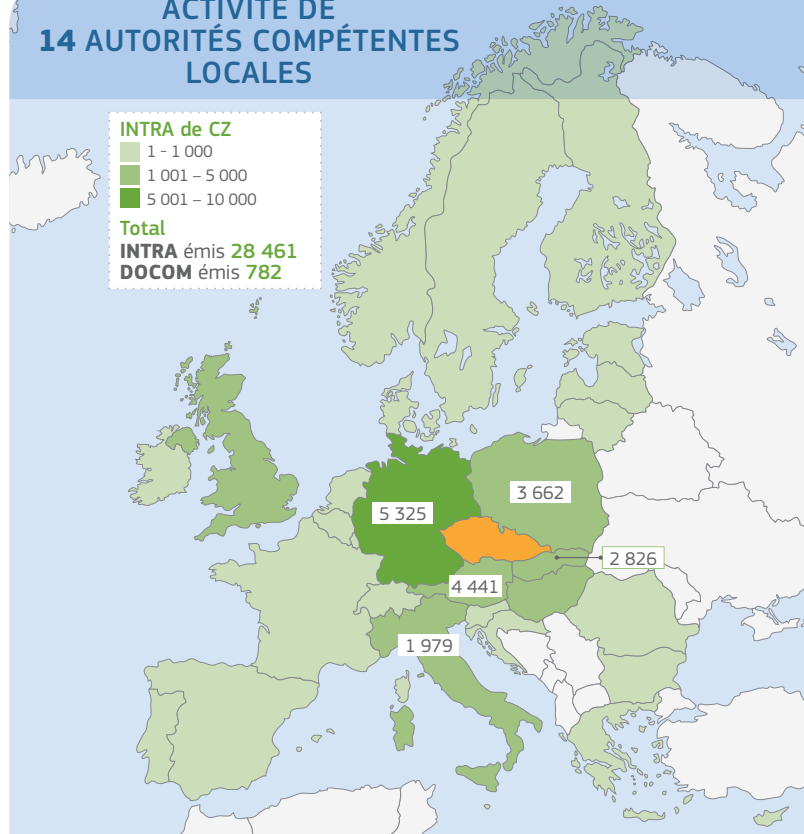 ACTIVITÉ DE
14 AUTORITÉS COMPÉTENTES
LOCALES
INTRA de CZ
1 - 1 000
1 001 – 5 000
5 001 – 10 000
Total
INTRA émis 28 461
DOCOM émis 782
3 662
5 325
2 826
4 441
1 979